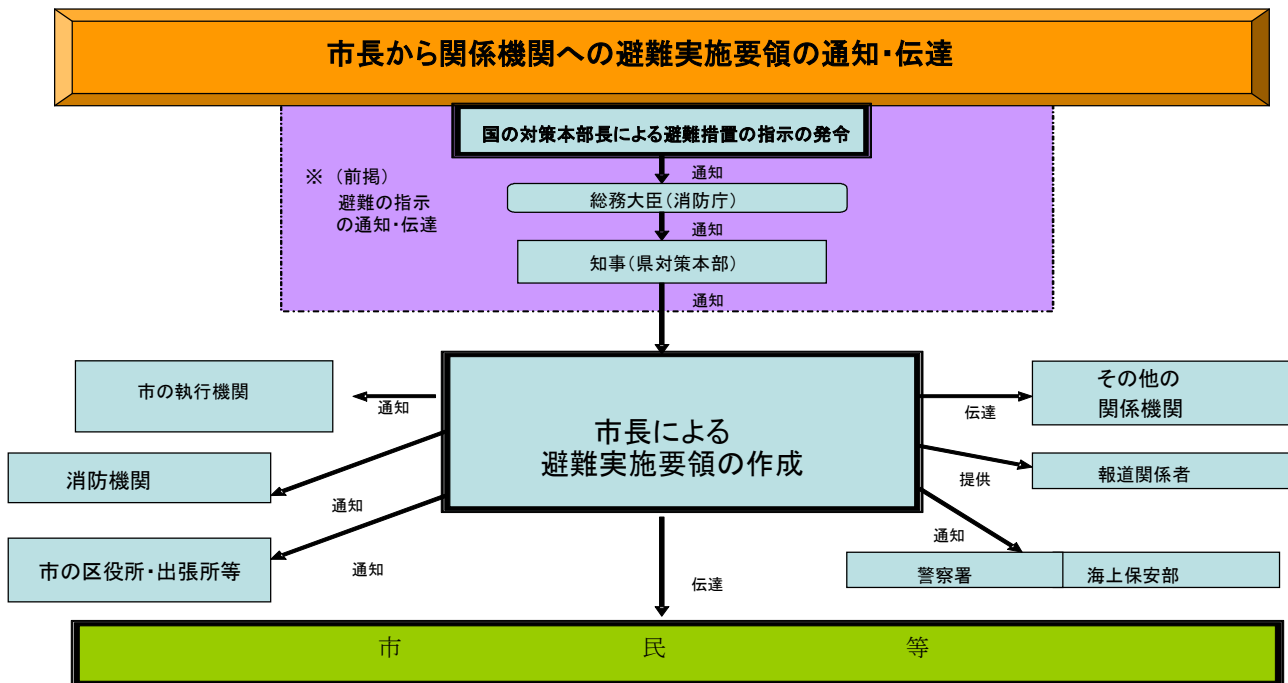 市長から関係機関への避難実施要領の通知・伝達
国の対策本部長による避難措置の指示の発令
通知
※ (前掲)
避難の指示
の通知・伝達
総務大臣(消防庁)
通知
知事(県対策本部)
通知
市の執行機関
通知
消防機関
通知
市の区役所・出張所等
通知
市長による
避難実施要領の作成
その他の
関係機関
伝達
報道関係者
提供
通知
警察署
海上保安部
伝達
市 民 等